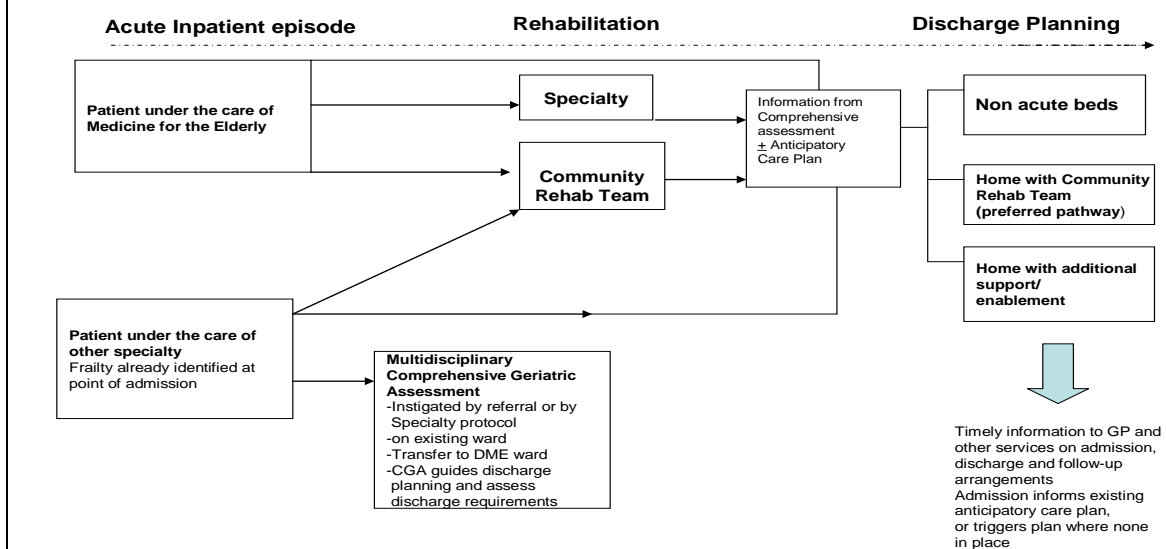 Acute Inpatient episode
Rehabilitation
Discharge Planning
Patient under the care of
Medicine for the Elderly
Specialty
Community
Rehab Team
Information from
Comprehensive
assessment
± Anticipatory
Care Plan
Non acute beds
Home with Community
Rehab Team
(preferred pathway)
Home with additional
support/
enablement
Patient under the care of
other specialty
Frailty already identified at
point of admission
Multidisciplinary
Comprehensive Geriatric
Assessment
-Instigated by referral or by
Specialty protocol
-on existing ward
-Transfer to DME ward
-CGA guides discharge
planning and assess
discharge requirements
Timely information to GP and
other services on admission,
discharge and follow-up
arrangements
Admission informs existing
anticipatory care plan,
or triggers plan where none
in place